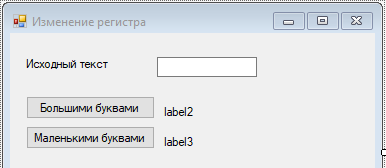 Изменение регистра
Исходный текст
Большими буквами
label2
Маленькими буквами
label3